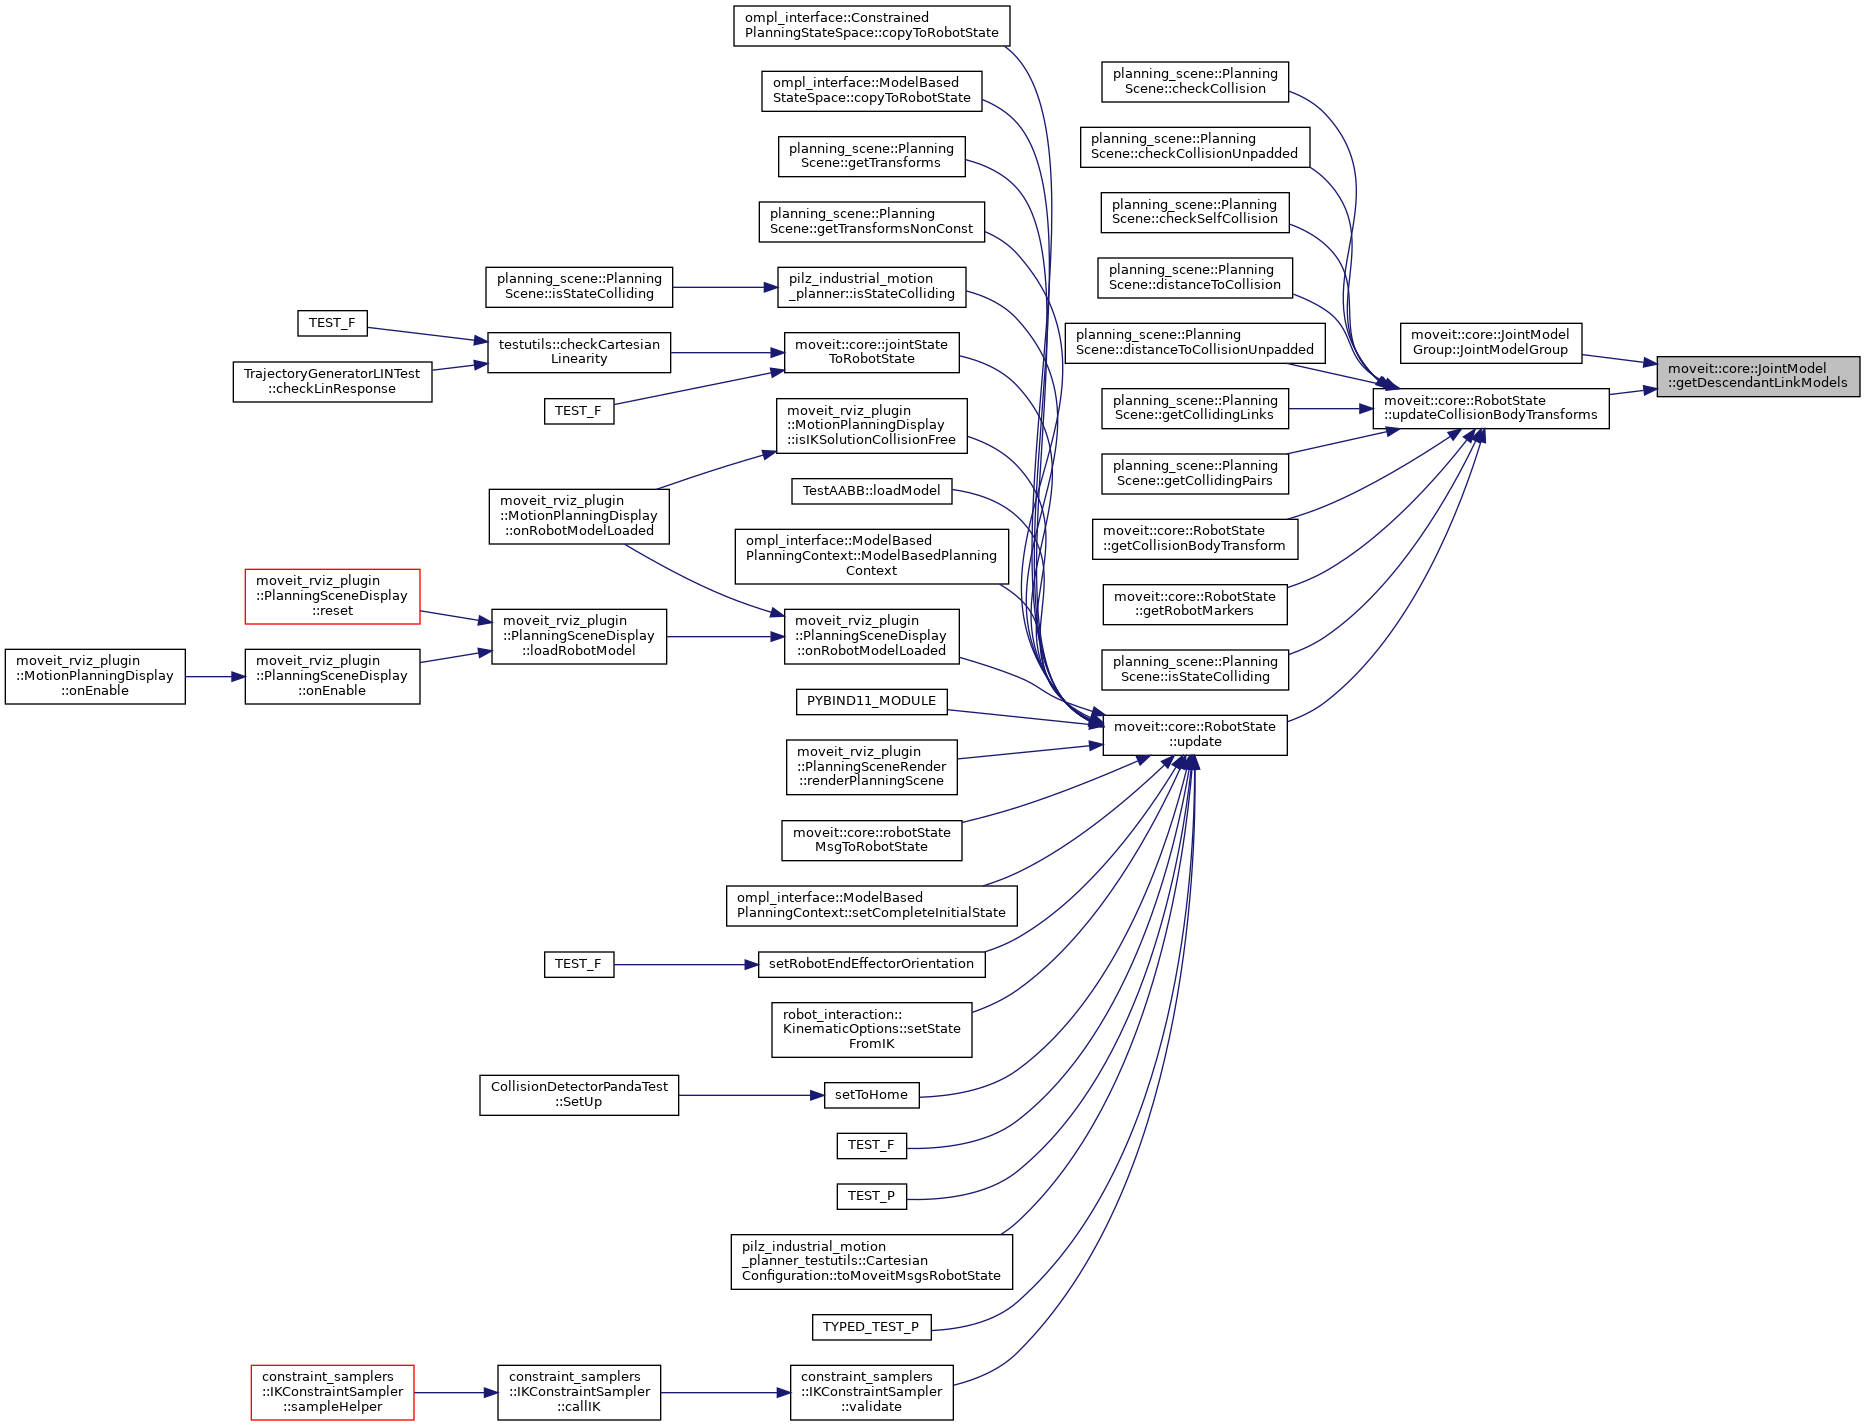 ompl_interface::Constrained
PlanningStateSpace::copyToRobotState
ompl_interface::ModelBased
StateSpace::copyToRobotState
planning_scene::Planning
Scene::getTransforms
planning_scene::Planning
Scene::getTransformsNonConst
planning_scene::Planning
Scene::isStateColliding
pilz_industrial_motion
_planner::isStateColliding
TEST_F
testutils::checkCartesian
Linearity
moveit::core::jointState
ToRobotState
TrajectoryGeneratorLINTest
::checkLinResponse
TEST_F
moveit_rviz_plugin
::MotionPlanningDisplay
::isIKSolutionCollisionFree
moveit_rviz_plugin
::MotionPlanningDisplay
::onRobotModelLoaded
TestAABB::loadModel
ompl_interface::ModelBased
PlanningContext::ModelBasedPlanning
Context
moveit_rviz_plugin
::PlanningSceneDisplay
::reset
moveit_rviz_plugin
::PlanningSceneDisplay
::loadRobotModel
moveit_rviz_plugin
::PlanningSceneDisplay
::onRobotModelLoaded
moveit_rviz_plugin
::MotionPlanningDisplay
::onEnable
moveit_rviz_plugin
::PlanningSceneDisplay
::onEnable
PYBIND11_MODULE
moveit_rviz_plugin
::PlanningSceneRender
::renderPlanningScene
moveit::core::robotState
MsgToRobotState
ompl_interface::ModelBased
PlanningContext::setCompleteInitialState
TEST_F
setRobotEndEffectorOrientation
robot_interaction::
KinematicOptions::setState
FromIK
CollisionDetectorPandaTest
::SetUp
setToHome
TEST_F
TEST_P
pilz_industrial_motion
_planner_testutils::Cartesian
Configuration::toMoveitMsgsRobotState
TYPED_TEST_P
constraint_samplers
::IKConstraintSampler
::sampleHelper
constraint_samplers
::IKConstraintSampler
::callIK
constraint_samplers
::IKConstraintSampler
::validate
planning_scene::Planning
Scene::checkCollision
planning_scene::Planning
Scene::checkCollisionUnpadded
planning_scene::Planning
Scene::checkSelfCollision
planning_scene::Planning
Scene::distanceToCollision
planning_scene::Planning
Scene::distanceToCollisionUnpadded
planning_scene::Planning
Scene::getCollidingLinks
planning_scene::Planning
Scene::getCollidingPairs
moveit::core::RobotState
::getCollisionBodyTransform
moveit::core::RobotState
::getRobotMarkers
planning_scene::Planning
Scene::isStateColliding
moveit::core::RobotState
::update
moveit::core::JointModel
Group::JointModelGroup
moveit::core::RobotState
::updateCollisionBodyTransforms
moveit::core::JointModel
::getDescendantLinkModels